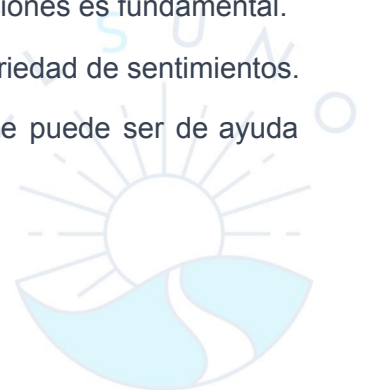 iones es fundamental.
riedad de sentimientos.
e puede ser de ayuda
S U N O